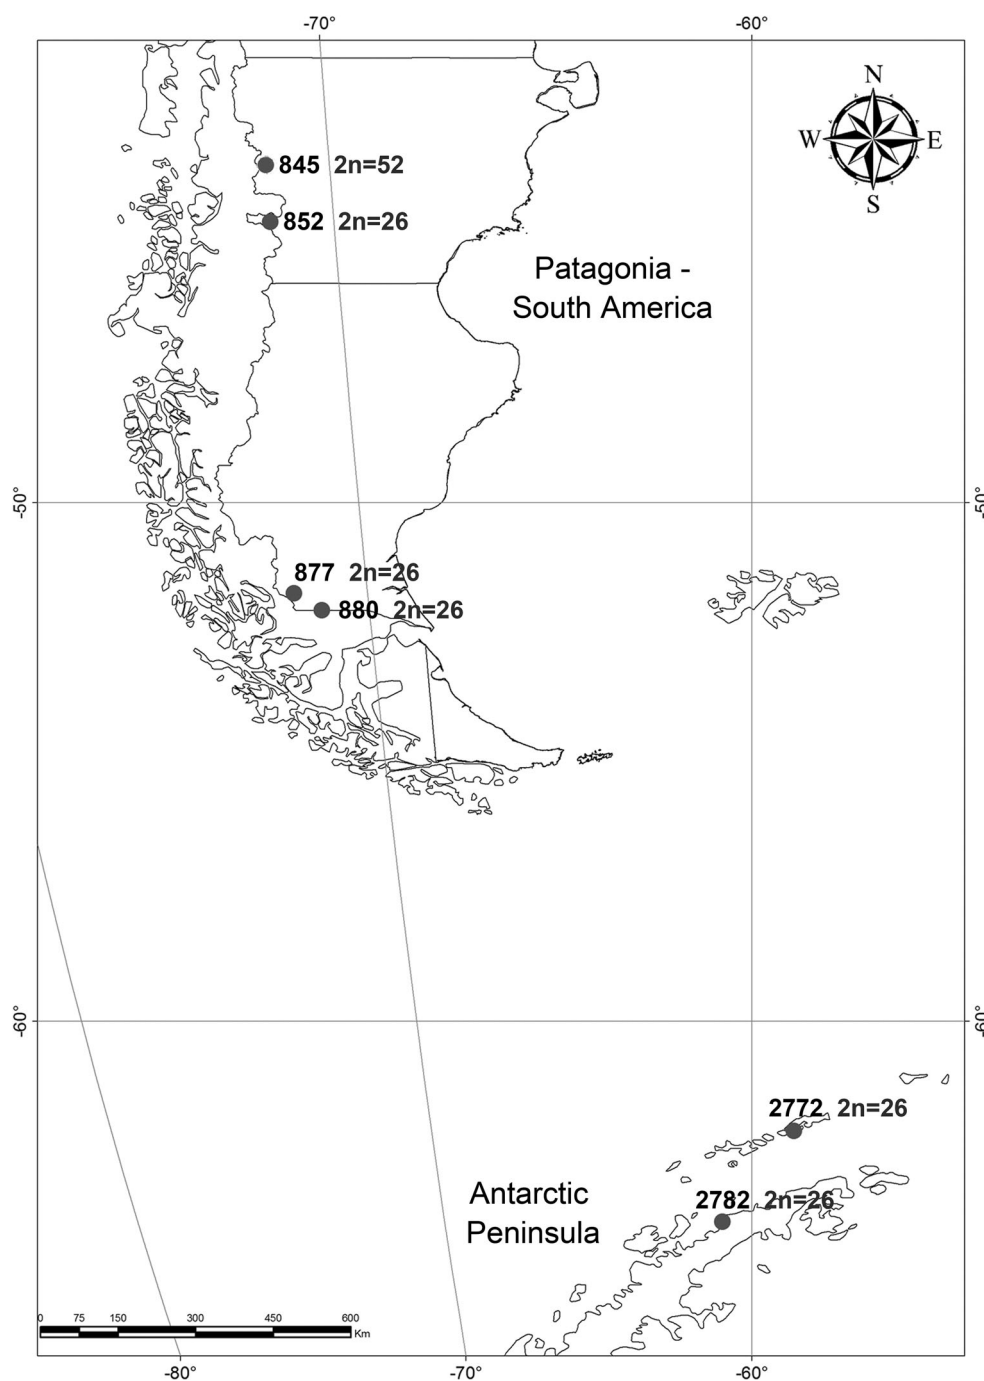 -70°
-60°
N
W
E
S
845 2n=52
852 2n=26
Patagonia -
South America
-50°
-50°
877 2n=26
880 2n=26
-60°
-60°
2772 2n=26
2782 2n=26
Antarctic
Peninsula
0 75 150 300 450 600
Km
-80°
-70°
-60°